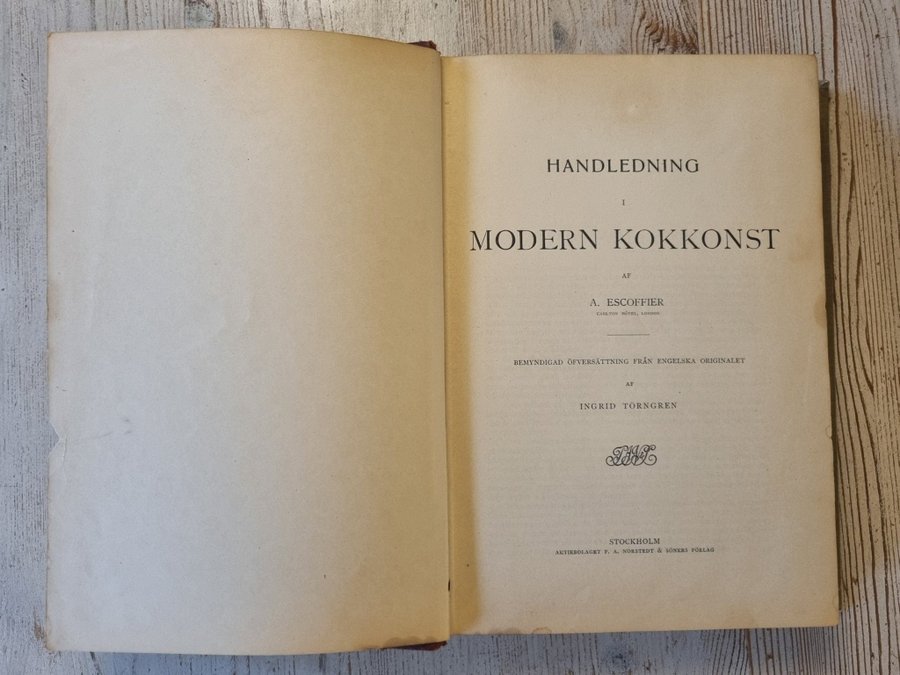 HANDLEDNING
I
MODERN KOKKONST
AF
A. ESCOFFIER
CARLTON HÔTEL, LONDON
BEMYNDIGAD ÖFVERSÄTTNING FRÅN ENGELSKA ORIGINALET
AF
INGRID TÖRNGREN
STOCKHOLM
AKTIEBOLAGET P. A. NORSTEDT & SÖNERS FÖRLAG